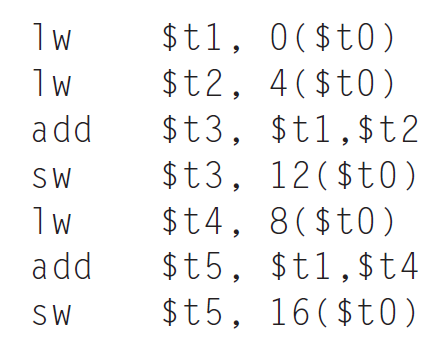 lw $t1, 0($t0)
lw $t2, 4($t0)
add $t3, $t1,$t2
sw $t3, 12($t0)
lw $t4, 8($t0)
add $t5, $t1,$t4
sw $t5, 16($t0)